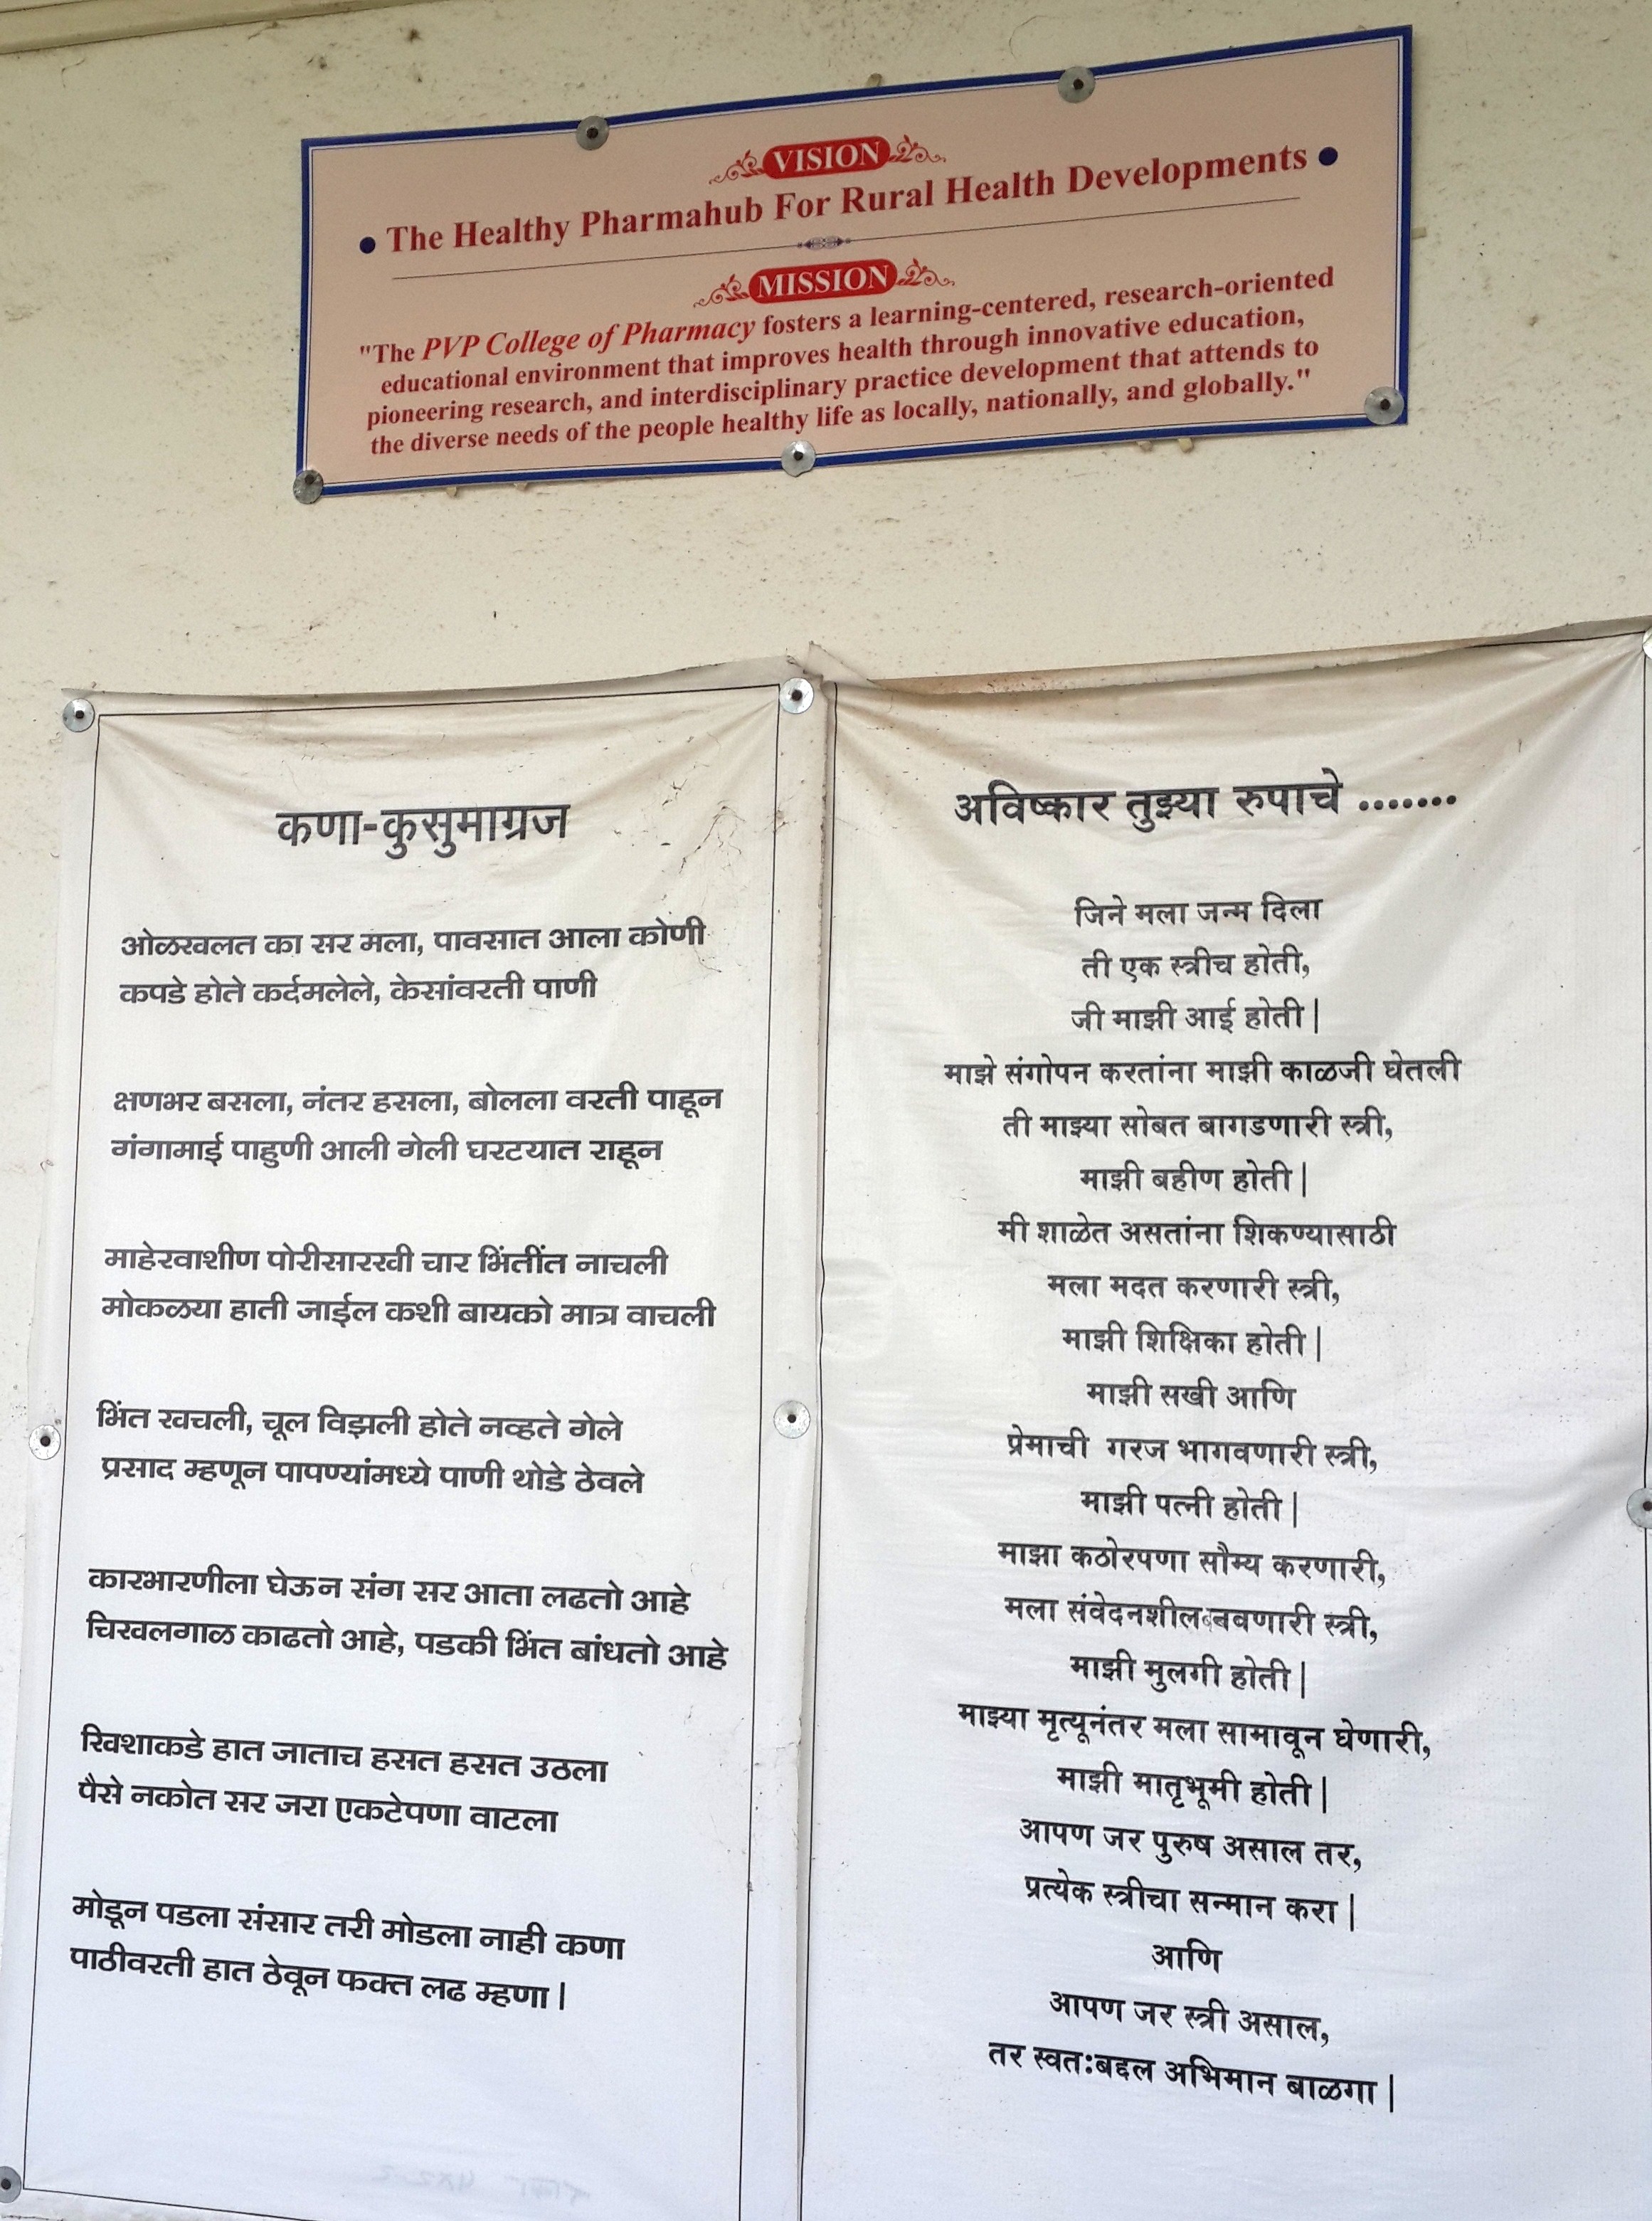 VISION
• The Healthy Pharmahub For Rural Health Developments •
MISSION
"The PVP College of Pharmacy fosters a learning-centered, research-oriented
educational environment that improves health through innovative education,
pioneering research, and interdisciplinary practice development that attends to
the diverse needs of the people healthy life as locally, nationally, and globally."
कणा-कुसुमाग्रज
ओळखलत का सर मला, पावसात आला कोणी
कपडे होते कर्दमलेले, केसांवरती पाणी
क्षणभर बसला, नंतर हसला, बोलला वरती पाहून
गंगामाई पाहुणी आली गेली घरटयात राहून
माहेरवाशीण पोरीसारखी चार भिंतींत नाचली
मोकळया हाती जाईल कशी बायको मात्र वाचली
भिंत खचली, चूल विझली होते नव्हते गेले
प्रसाद म्हणून पापण्यांमध्ये पाणी थोडे ठेवले
कारभारणीला घेऊन संग सर आता लढतो आहे
चिखलगाळ काढतो आहे, पडकी भिंत बांधतो आहे
खिशाकडे हात जाताच हसत हसत उठला
पैसे नकोत सर जरा एकटेपणा वाटला
मोडून पडला संसार तरी मोडला नाही कणा
पाठीवरती हात ठेवून फक्त लढ म्हणा |
अविष्कार तुझ्या रुपाचे .......
जिने मला जन्म दिला
ती एक स्त्रीच होती,
जी माझी आई होती |
माझे संगोपन करतांना माझी काळजी घेतली
ती माझ्या सोबत बागडणारी स्त्री,
माझी बहीण होती |
मी शाळेत असतांना शिकण्यासाठी
मला मदत करणारी स्त्री,
माझी शिक्षिका होती |
माझी सखी आणि
प्रेमाची गरज भागवणारी स्त्री,
माझी पत्नी होती |
माझा कठोरपणा सौम्य करणारी,
मला संवेदनशील बनवणारी स्त्री,
माझी मुलगी होती |
माझ्या मृत्यूनंतर मला सामावून घेणारी,
माझी मातृभूमी होती |
आपण जर पुरुष असाल तर,
प्रत्येक स्त्रीचा सन्मान करा |
आणि
आपण जर स्त्री असाल,
तर स्वत:बद्दल अभिमान बाळगा |